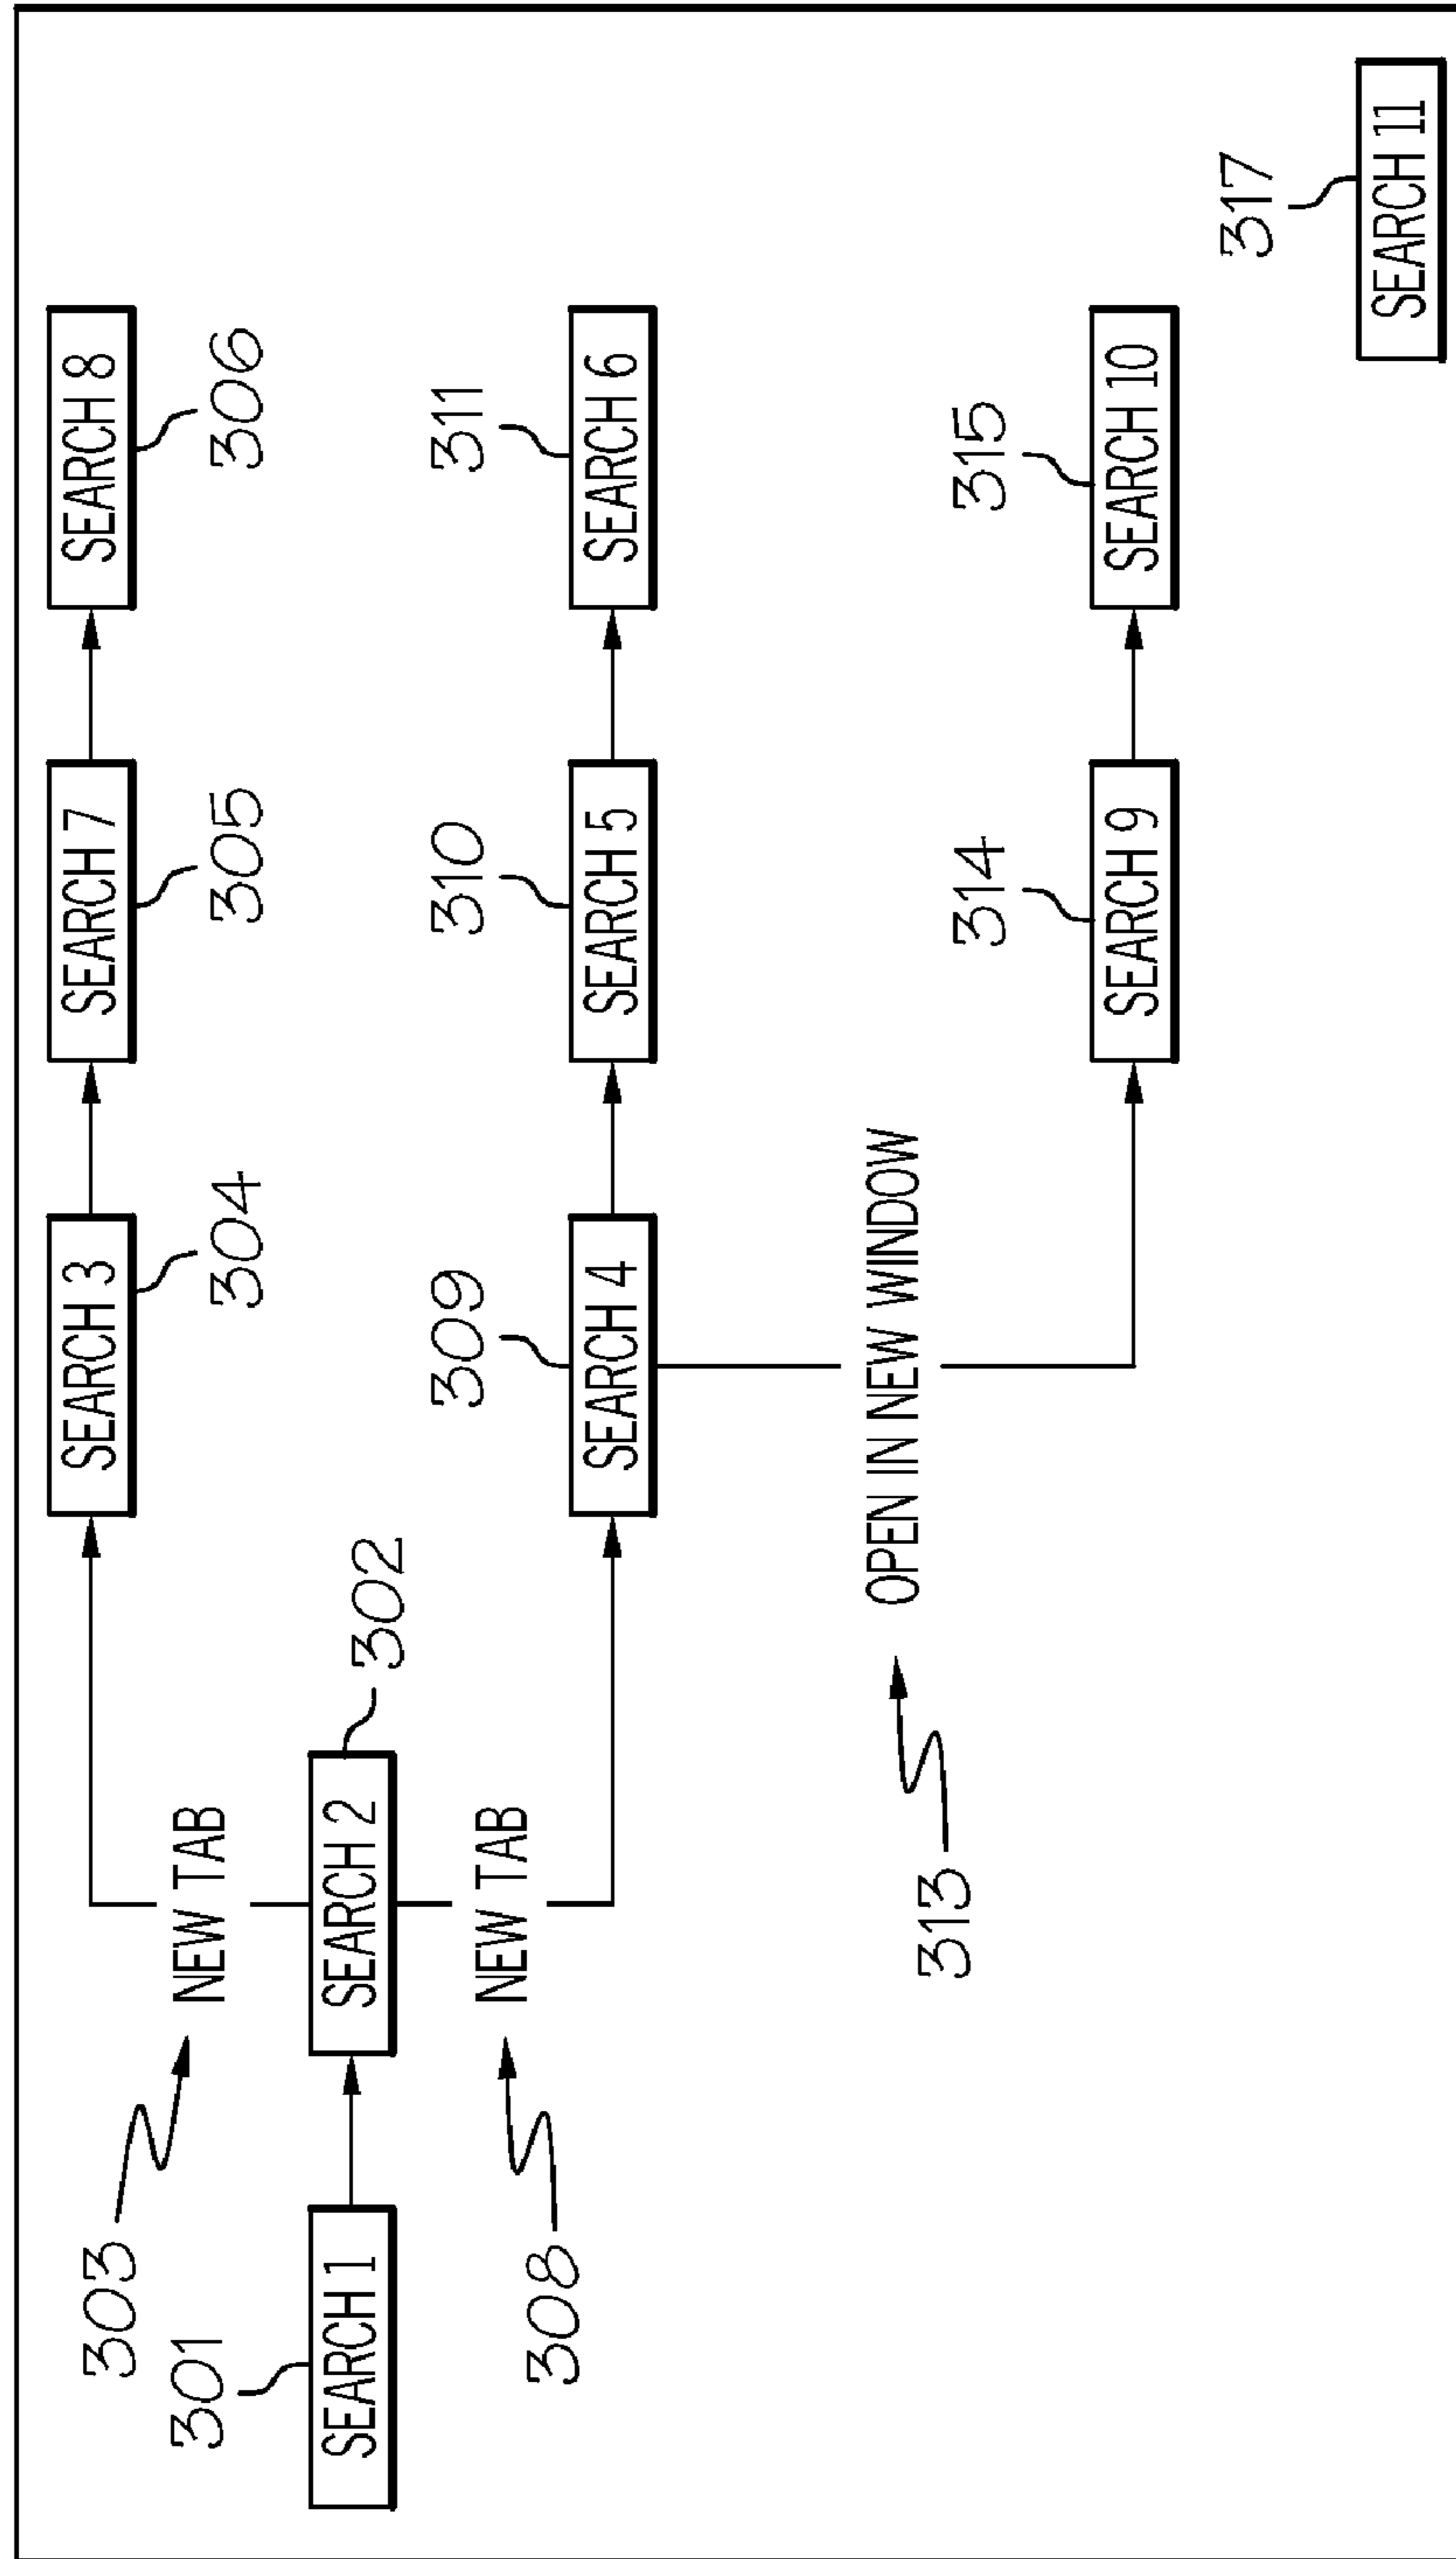 303
NEW TAB
SEARCH 3
304
SEARCH 7
305
SEARCH 8
306
301
SEARCH 1
SEARCH 2
302
308
NEW TAB
309
SEARCH 4
310
SEARCH 5
311
SEARCH 6
313
OPEN IN NEW WINDOW
314
SEARCH 9
315
SEARCH 10
317
SEARCH 11